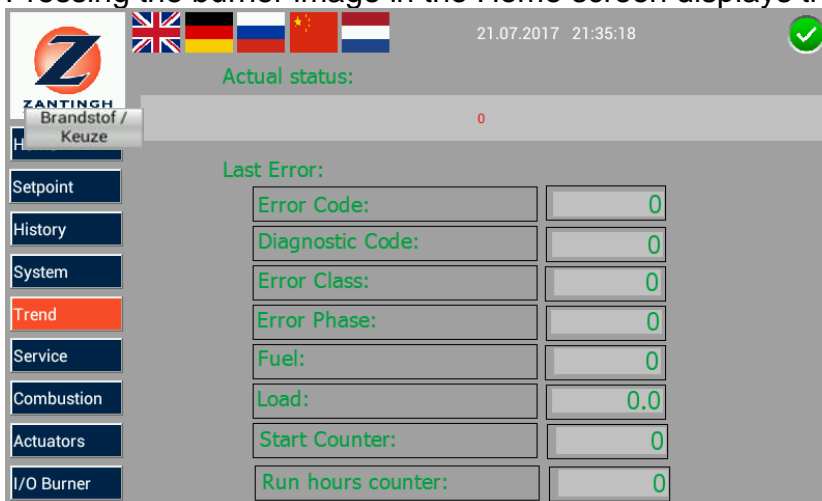 Pressing the burner image in the Home screen displays
21.07.2017 21:35:18
ZANTINGH
Actual status:
0
Brandstof /
Keuze
Setpoint
History
System
Trend
Service
Combustion
Actuators
I/O Burner
Last Error:
Error Code: 0
Diagnostic Code: 0
Error Class: 0
Error Phase: 0
Fuel: 0
Load: 0.0
Start Counter: 0
Run hours counter: 0